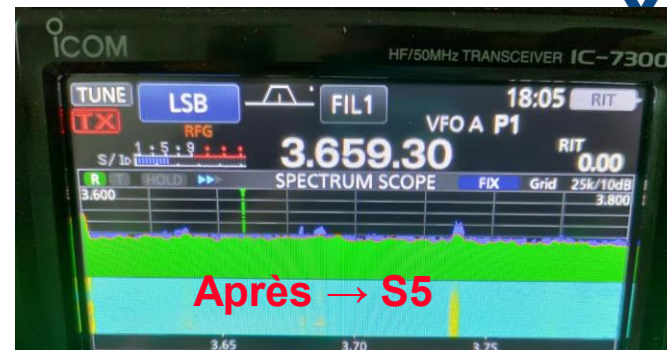 ICOM
HF/50MHz TRANSCEIVER IC-7300
TUNE LSB FIL1 18:05 RIT
TX RFG VFO A P1
1 : 5 : 9
S/ID 3.659.30 RIT 0.00
R T HOLD SPECTRUM SCOPE FIX Grid 25k/10dB
3.600 3.800
Après → S5
3.65 3.70 3.75